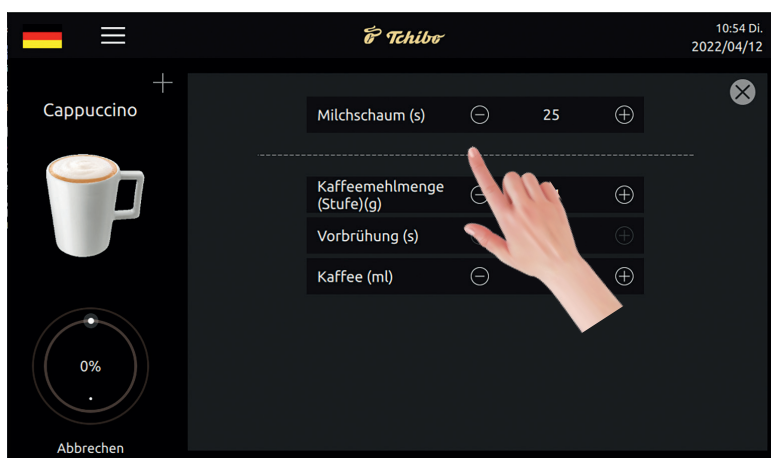 Tchibo
10:54 Di.
2022/04/12
Cappuccino
Milchschaum (s) 25
Kaffeemehlmenge
(Stufe)(g)
Vorbrühung (s)
Kaffee (ml)
0%
Abbrechen